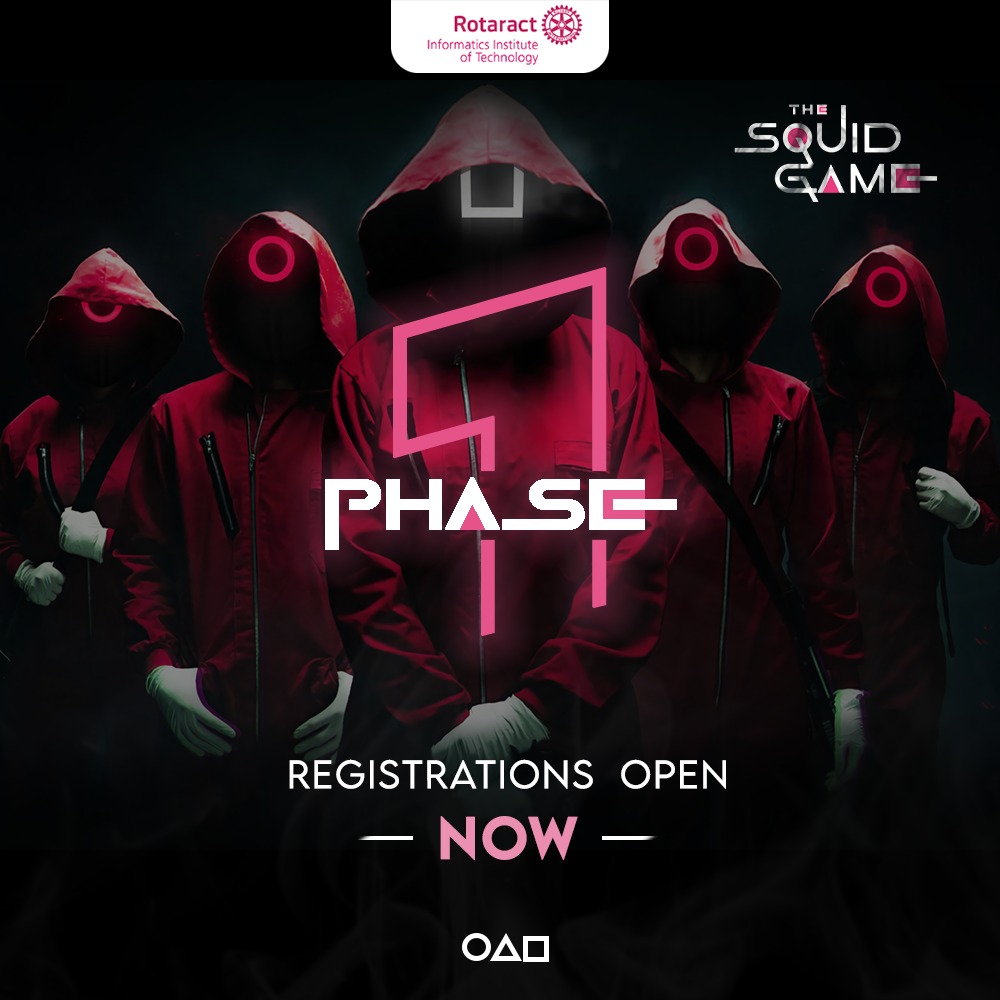 Rotaract
Informatics Institute
of Technology
THE
SQUID
GAME
1
PHASE
REGISTRATIONS OPEN
NOW